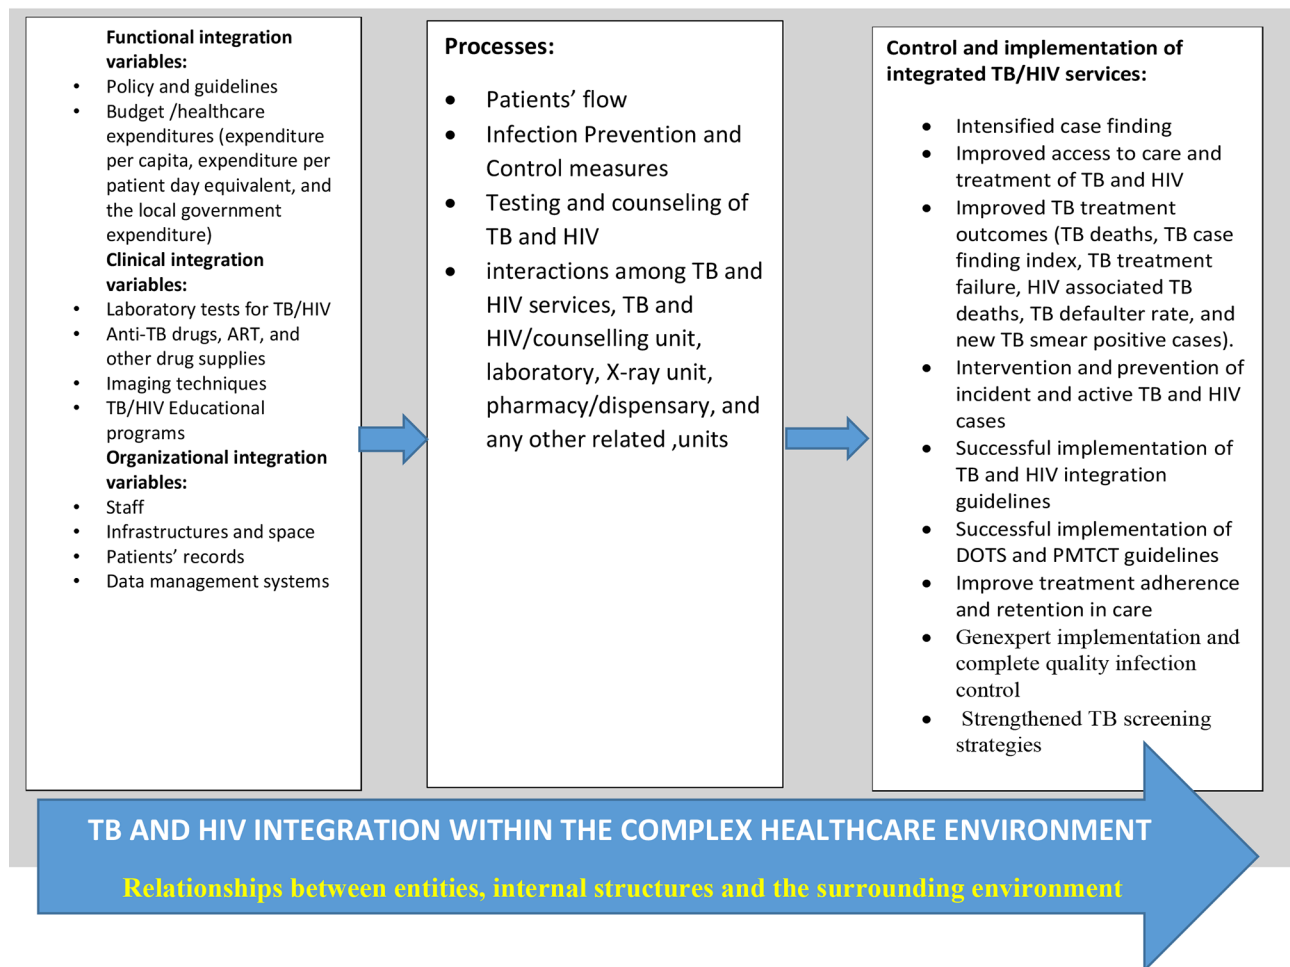 Functional integration
variables:
• Policy and guidelines
• Budget /healthcare
expenditures (expenditure
per capita, expenditure per
patient day equivalent, and
the local government
expenditure)
Clinical integration
variables:
• Laboratory tests for TB/HIV
• Anti-TB drugs, ART, and
other drug supplies
• Imaging techniques
• TB/HIV Educational
programs
Organizational integration
variables:
• Staff
• Infrastructures and space
• Patients’ records
• Data management systems
Processes:
• Patients’ flow
• Infection Prevention and
Control measures
• Testing and counseling of
TB and HIV
• interactions among TB and
HIV services, TB and
HIV/counselling unit,
laboratory, X-ray unit,
pharmacy/dispensary, and
any other related ,units
Control and implementation of
integrated TB/HIV services:
• Intensified case finding
• Improved access to care and
treatment of TB and HIV
• Improved TB treatment
outcomes (TB deaths, TB case
finding index, TB treatment
failure, HIV associated TB
deaths, TB defaulter rate, and
new TB smear positive cases).
• Intervention and prevention of
incident and active TB and HIV
cases
• Successful implementation of
TB and HIV integration
guidelines
• Successful implementation of
DOTS and PMTCT guidelines
• Improve treatment adherence
and retention in care
• Genexpert implementation and
complete quality infection
control
• Strengthened TB screening
strategies
TB AND HIV INTEGRATION WITHIN THE COMPLEX HEALTHCARE ENVIRONMENT
Relationships between entities, internal structures and the surrounding environment